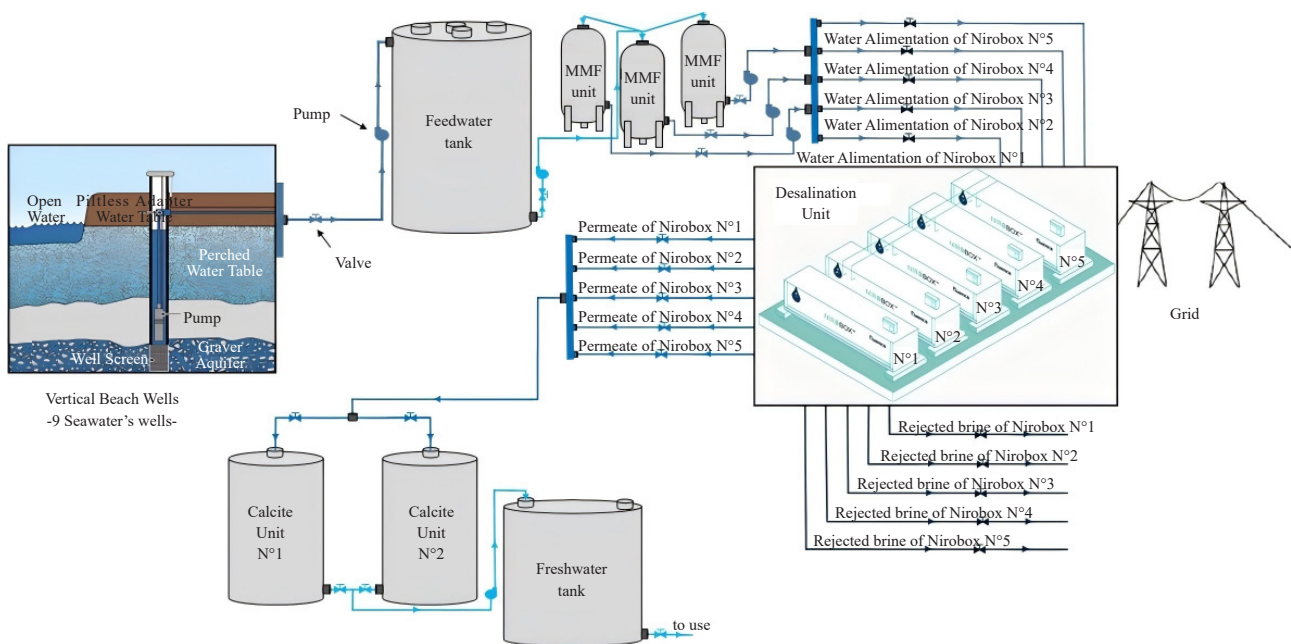 Water Alimentation of Nirobox N°5
Water Alimentation of Nirobox N°4
Water Alimentation of Nirobox N°3
Water Alimentation of Nirobox N°2
Water Alimentation of Nirobox N°1
MMF
unit
MMF
unit
MMF
unit
Pump
Feedwater
tank
Valve
Open
Water
Pitless Adapter
Water Table
Perched
Water Table
Pump
Well Screen
Graver
Aquifer
Vertical Beach Wells
-9 Seawater's wells-
Desalination
Unit
NIROBOX™
N°5
NIROBOX™
N°4
NIROBOX™
N°3
NIROBOX™
N°2
NIROBOX™
N°1
Grid
Permeate of Nirobox N°1
Permeate of Nirobox N°2
Permeate of Nirobox N°3
Permeate of Nirobox N°4
Permeate of Nirobox N°5
Rejected brine of Nirobox N°1
Rejected brine of Nirobox N°2
Rejected brine of Nirobox N°3
Rejected brine of Nirobox N°4
Rejected brine of Nirobox N°5
Calcite
Unit
N°1
Calcite
Unit
N°2
Freshwater
tank
to use